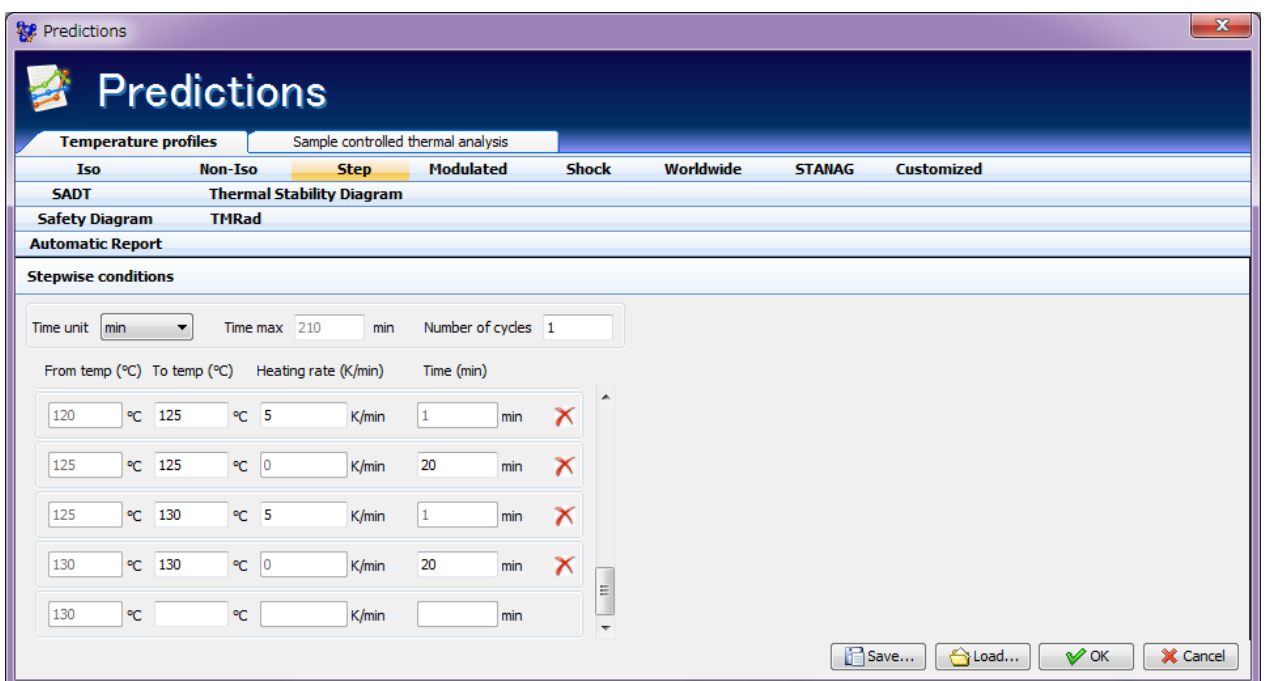 Predictions
Predictions
Temperature profiles Sample controlled thermal analysis
Iso Non-Iso Step Modulated Shock Worldwide STANAG Customized
SADT Thermal Stability Diagram
Safety Diagram TMRad
Automatic Report
Stepwise conditions
Time unit min Time max 210 min Number of cycles 1
From temp (°C) To temp (°C) Heating rate (K/min) Time (min)
120 °C 125 °C 5 K/min 1 min
125 °C 125 °C 0 K/min 20 min
125 °C 130 °C 5 K/min 1 min
130 °C 130 °C 0 K/min 20 min
130 °C °C K/min min
Save... Load... OK Cancel